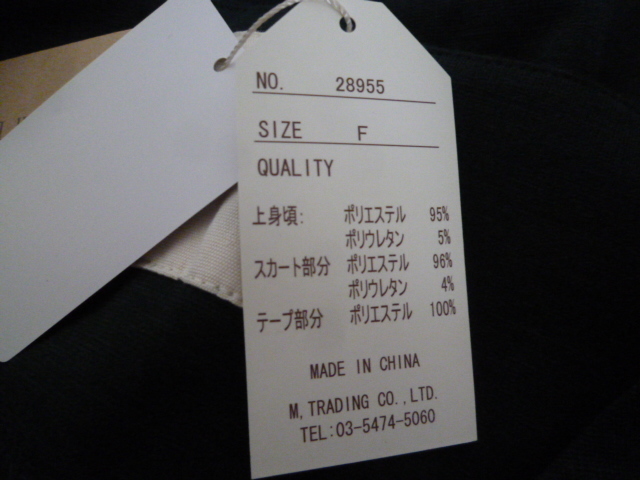 NO. 28955
SIZE F
QUALITY
上身頃: ポリエステル 95%
ポリウレタン 5%
スカート部分 ポリエステル 96%
ポリウレタン 4%
テープ部分 ポリエステル 100%
MADE IN CHINA
M, TRADING CO.,LTD.
TEL:03-5474-5060